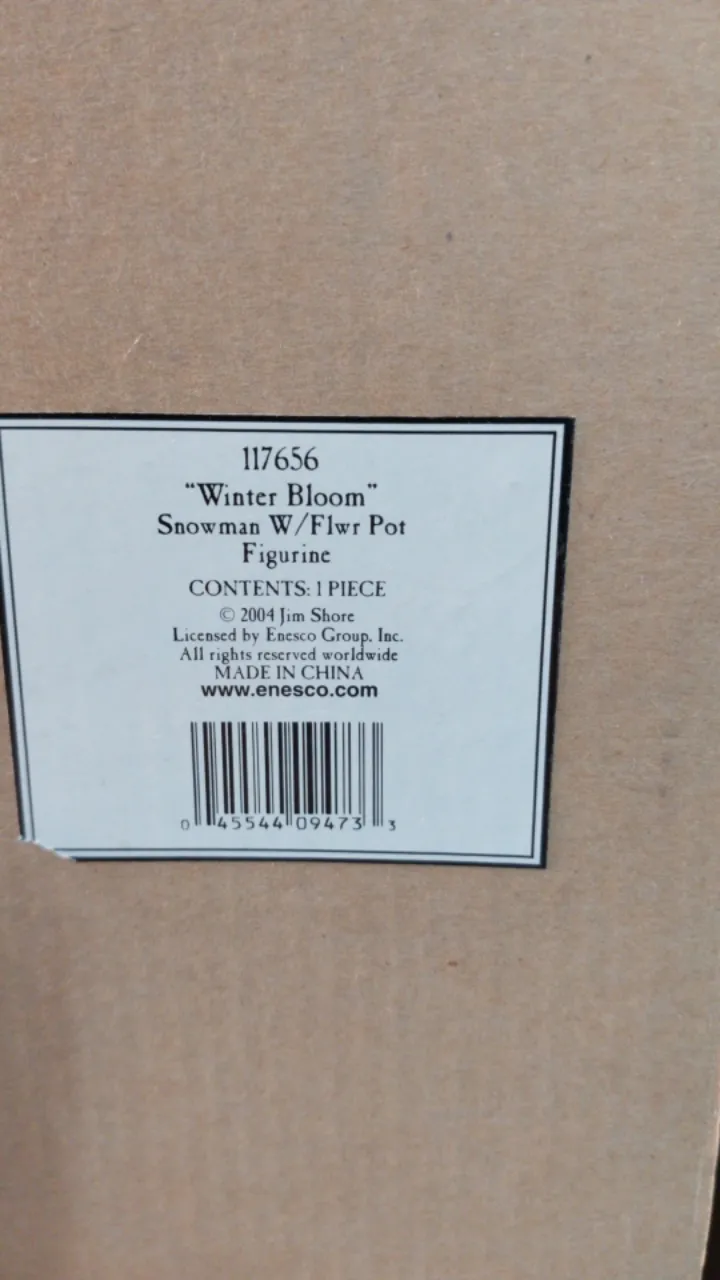 117656
"Winter Bloom"
Snowman W/Flwr Pot
Figurine
CONTENTS: 1 PIECE
© 2004 Jim Shore
Licensed by Enesco Group, Inc.
All rights reserved worldwide
MADE IN CHINA
www.enesco.com
0 45544 09473 3